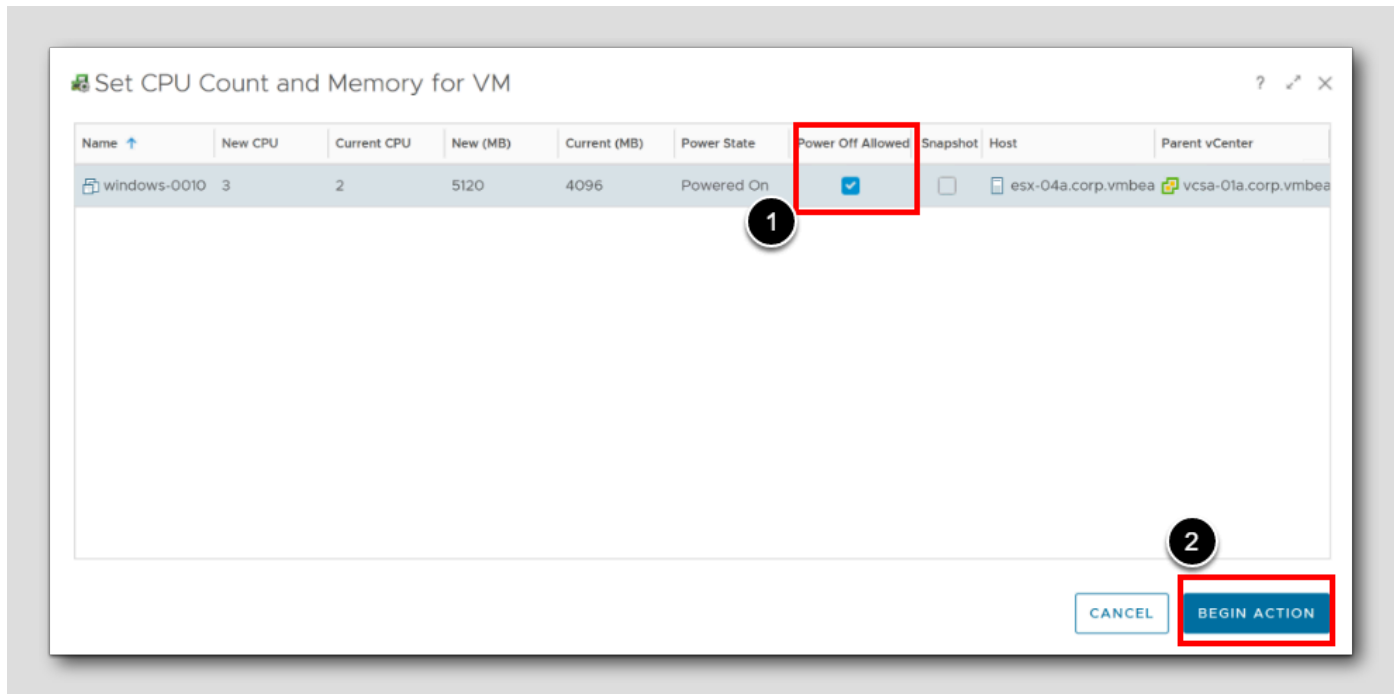 Set CPU Count and Memory for VM ?
Name New CPU Current CPU New (MB) Current (MB) Power State Power Off Allowed Snapshot Host Parent vCenter
windows-0010 3 2 5120 4096 Powered On esx-04a.corp.vmbea vcsa-01a.corp.vmbea
1
2
CANCEL BEGIN ACTION